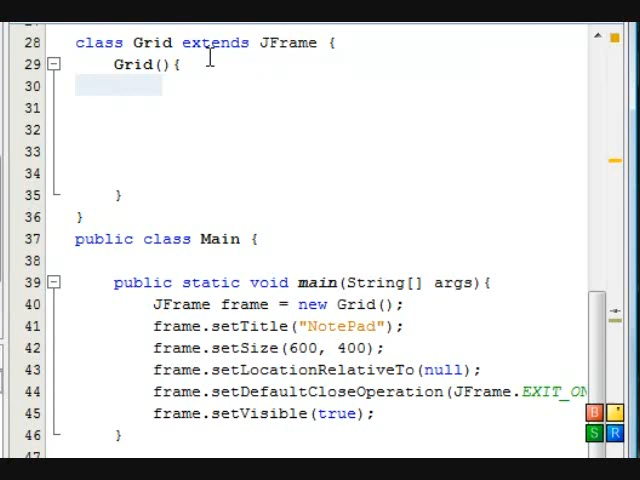 28 class Grid extends JFrame {
29 Grid(){
30
31
32
33
34
35 }
36 }
37 public class Main {
38
39 public static void main(String[] args){
40 JFrame frame = new Grid();
41 frame.setTitle("NotePad");
42 frame.setSize(600, 400);
43 frame.setLocationRelativeTo(null);
44 frame.setDefaultCloseOperation(JFrame.EXIT_ON
45 frame.setVisible(true);
46 }
47
B
S R